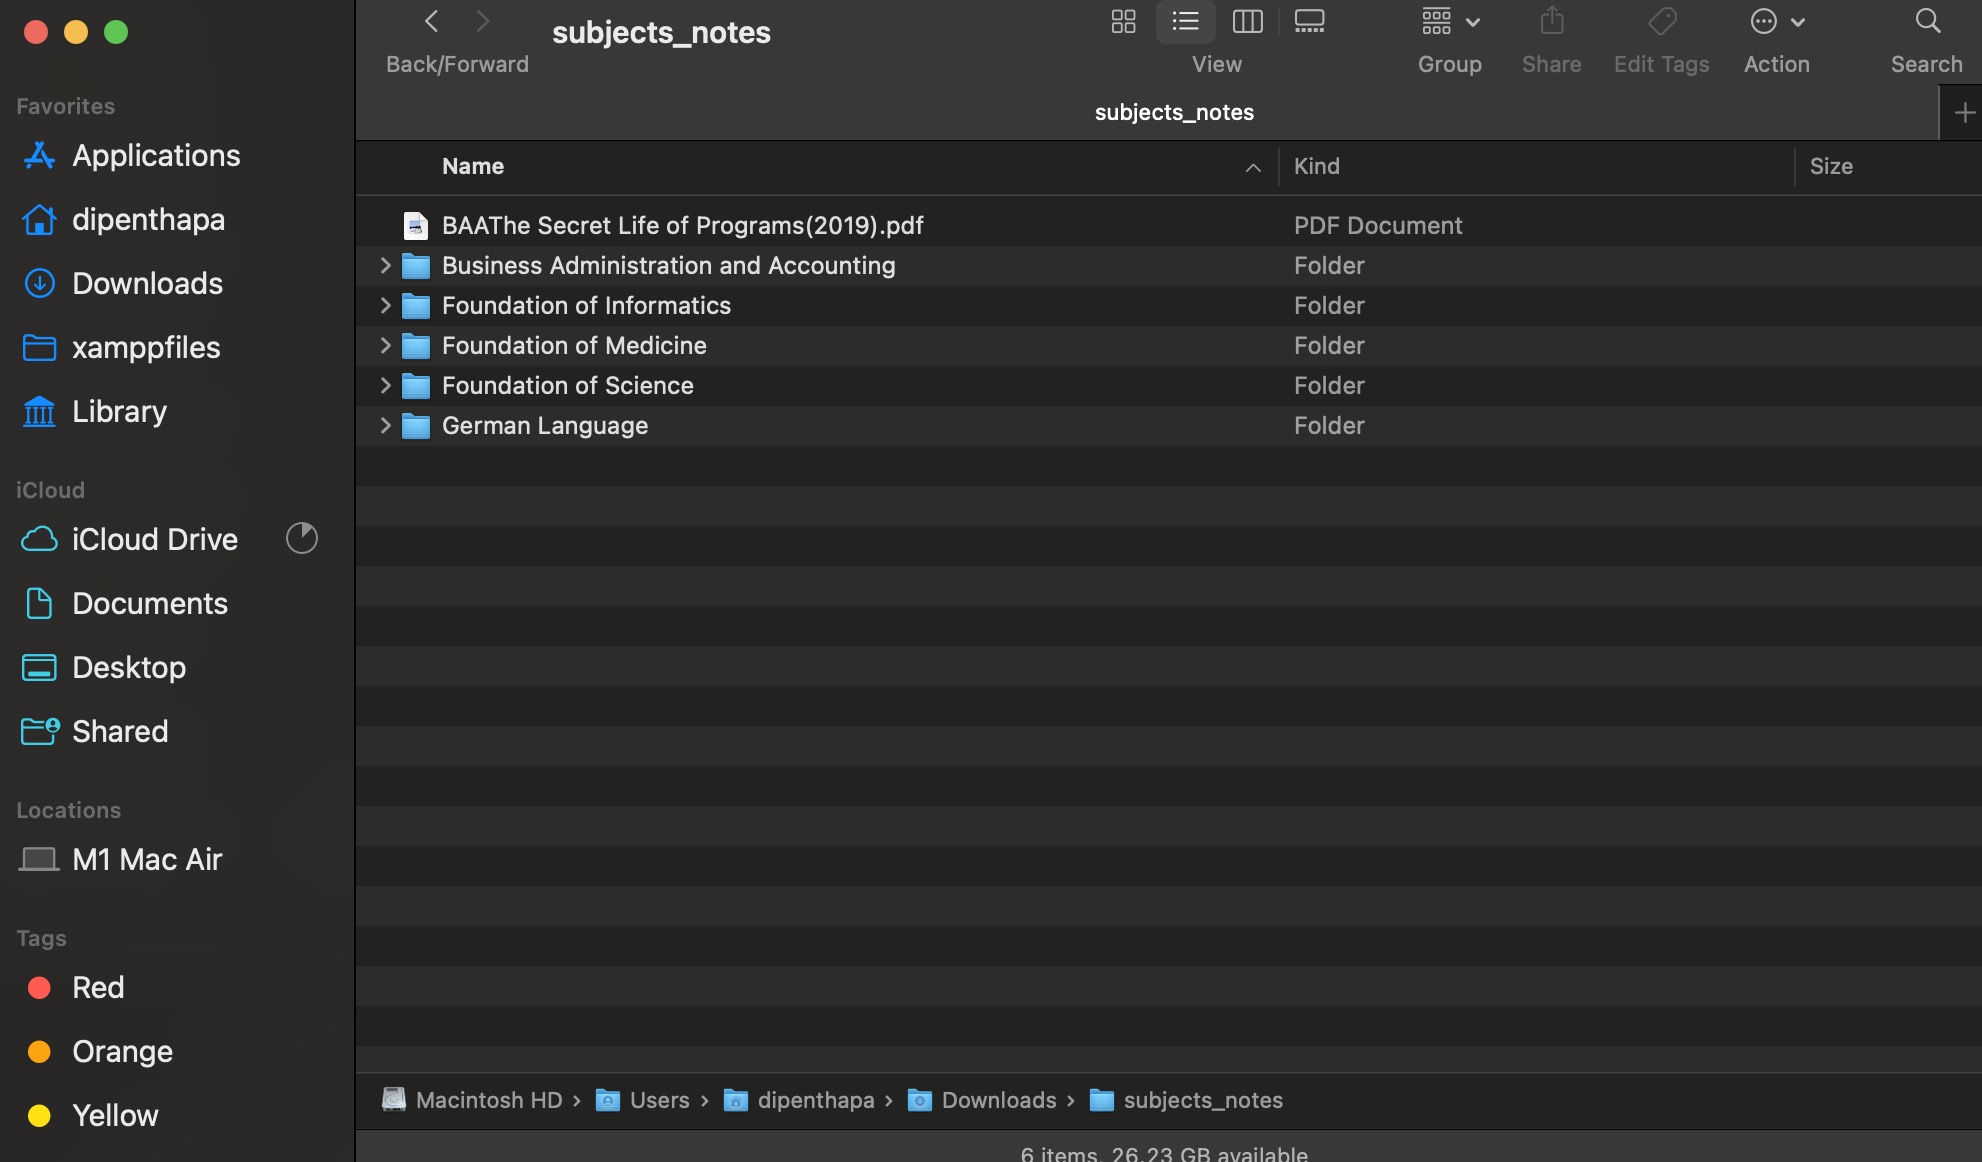 subjects_notes
Back/Forward
View
Group
Share
Edit Tags
Action
Search
Favorites
Applications
dipenthapa
Downloads
xamppfiles
Library
iCloud
iCloud Drive
Documents
Desktop
Shared
Locations
M1 Mac Air
Tags
Red
Orange
Yellow
subjects_notes
Name Kind Size
BAAThe Secret Life of Programs(2019).pdf PDF Document
Business Administration and Accounting Folder
Foundation of Informatics Folder
Foundation of Medicine Folder
Foundation of Science Folder
German Language Folder
Macintosh HD › Users › dipenthapa › Downloads › subjects_notes
6 items, 26.23 GB available